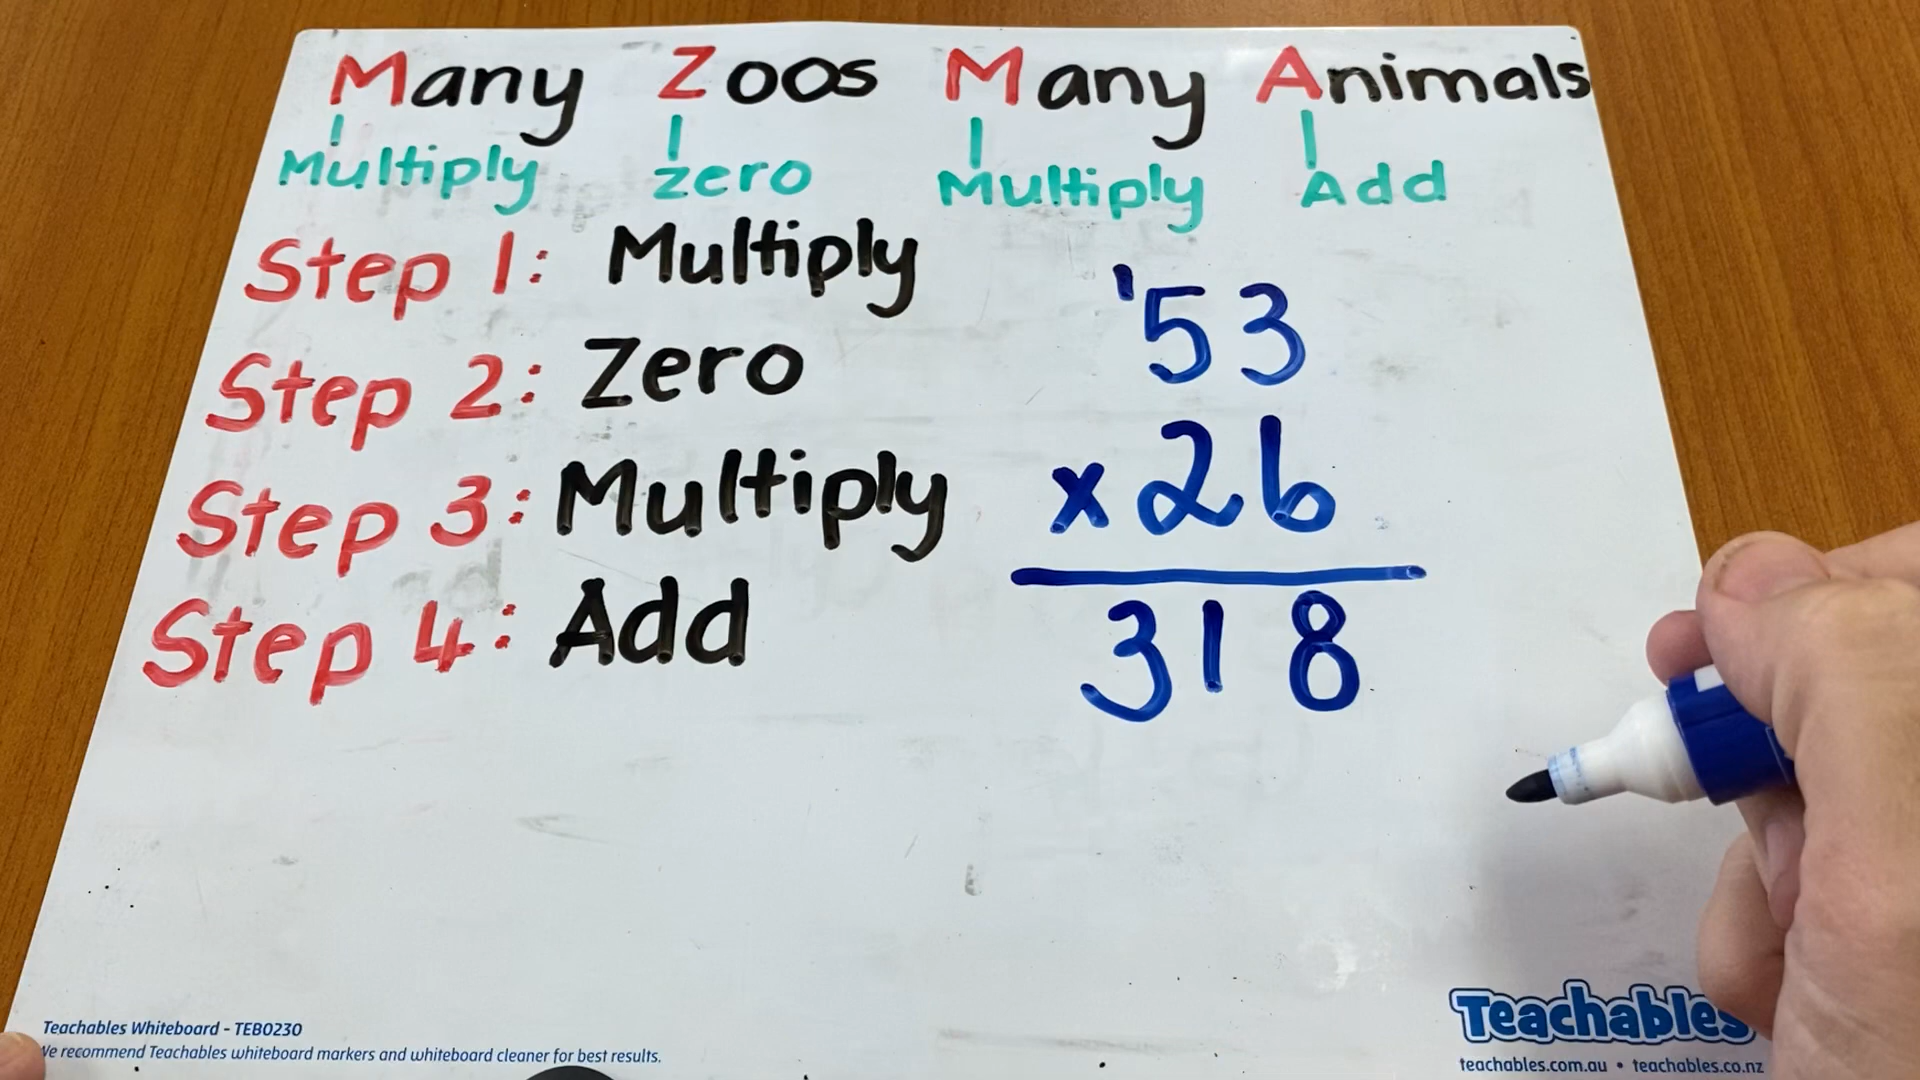 Many Zoos Many Animals
Multiply zero Multiply Add
Step 1: Multiply
Step 2: Zero
Step 3: Multiply
Step 4: Add
1 53
x 26
318
Teachables Whiteboard - TEB0230
We recommend Teachables whiteboard markers and whiteboard cleaner for best results.
Teachables
teachables.com.au • teachables.co.nz